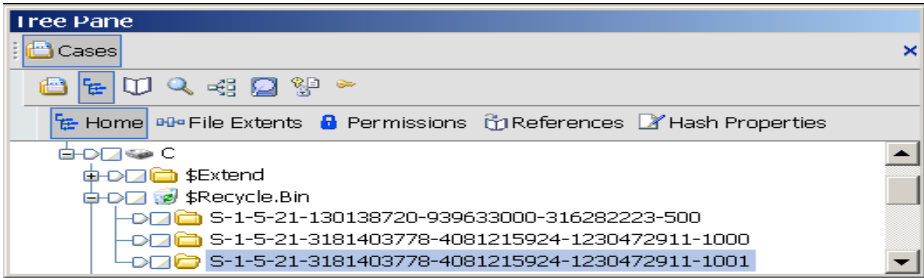 Tree Pane
Cases
Home File Extents Permissions References Hash Properties
C
$Extend
$Recycle.Bin
S-1-5-21-130138720-939633000-316282223-500
S-1-5-21-3181403778-4081215924-1230472911-1000
S-1-5-21-3181403778-4081215924-1230472911-1001